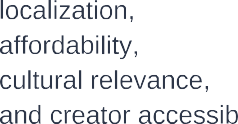 localization,
affordability,
cultural relevance,
and creator accessib